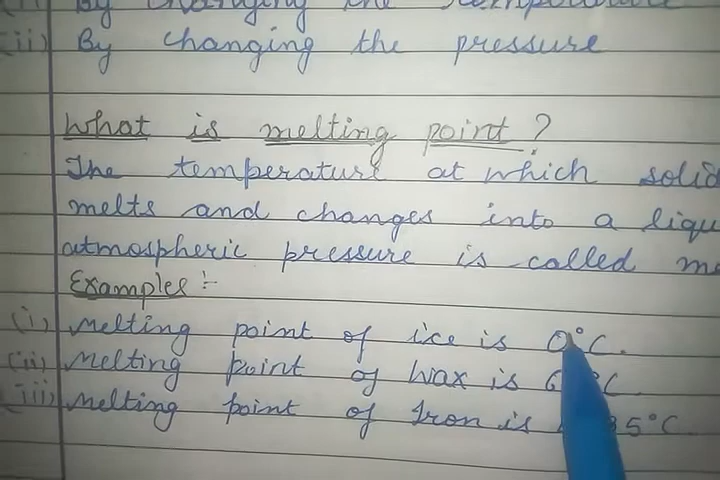 (ii) By changing the pressure
What is melting point?
The temperature at which solid
melts and changes into a
atmospheric pressure is called
Examples :-
(i) Melting point of ice is 0°C.
(ii) Melting point of wax is °C
(iii) Melting point of Iron is 35°C